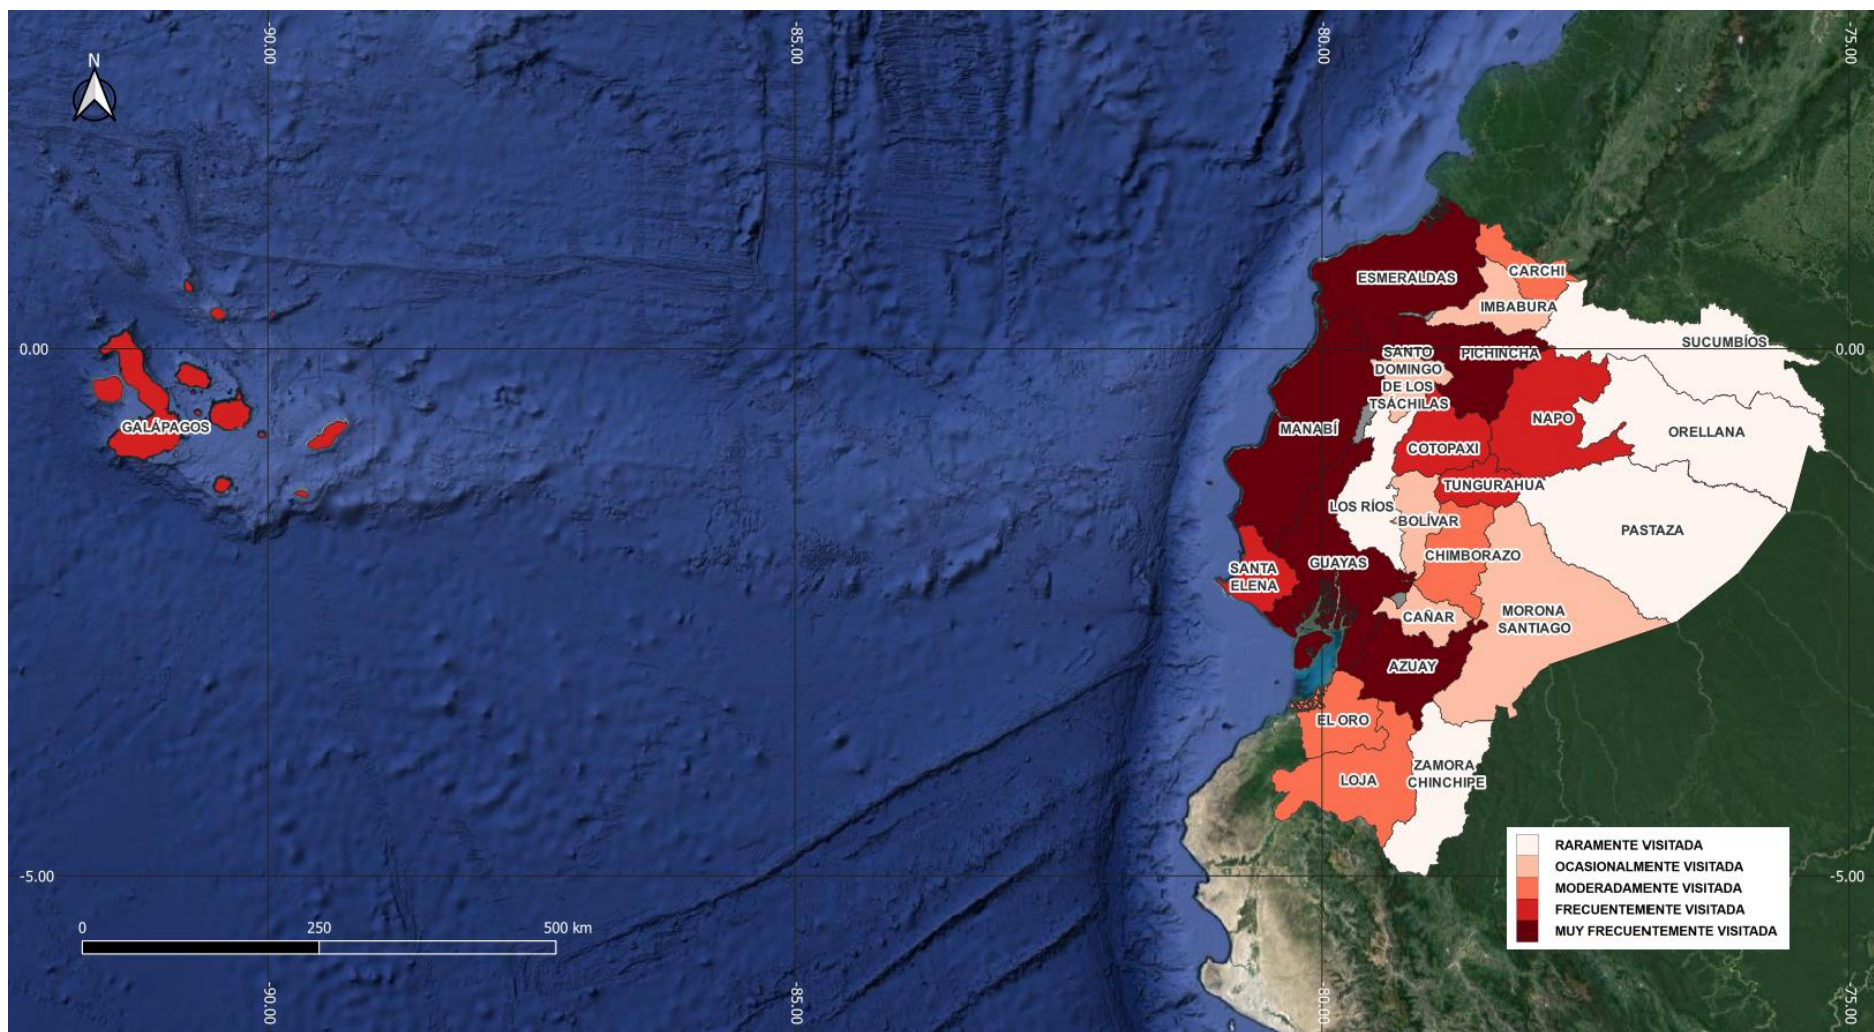 N
-90.00
-85.00
-80.00
-75.00
0.00
0.00
ESMERALDAS
CARCHI
IMBABURA
SUCUMBÍOS
SANTO
DOMINGO
DE LOS
TSÁCHILAS
PICHINCHA
GALÁPAGOS
MANABÍ
NAPO
ORELLANA
COTOPAXI
TUNGURAHUA
LOS RÍOS
BOLÍVAR
PASTAZA
CHIMBORAZO
GUAYAS
SANTA
ELENA
CAÑAR
MORONA
SANTIAGO
AZUAY
EL ORO
ZAMORA
CHINCHIPE
LOJA
-5.00
-5.00
RARAMENTE VISITADA
OCASIONALMENTE VISITADA
MODERADAMENTE VISITADA
FRECUENTEMENTE VISITADA
MUY FRECUENTEMENTE VISITADA
0 250 500 km
-90.00
-85.00
-80.00
-75.00